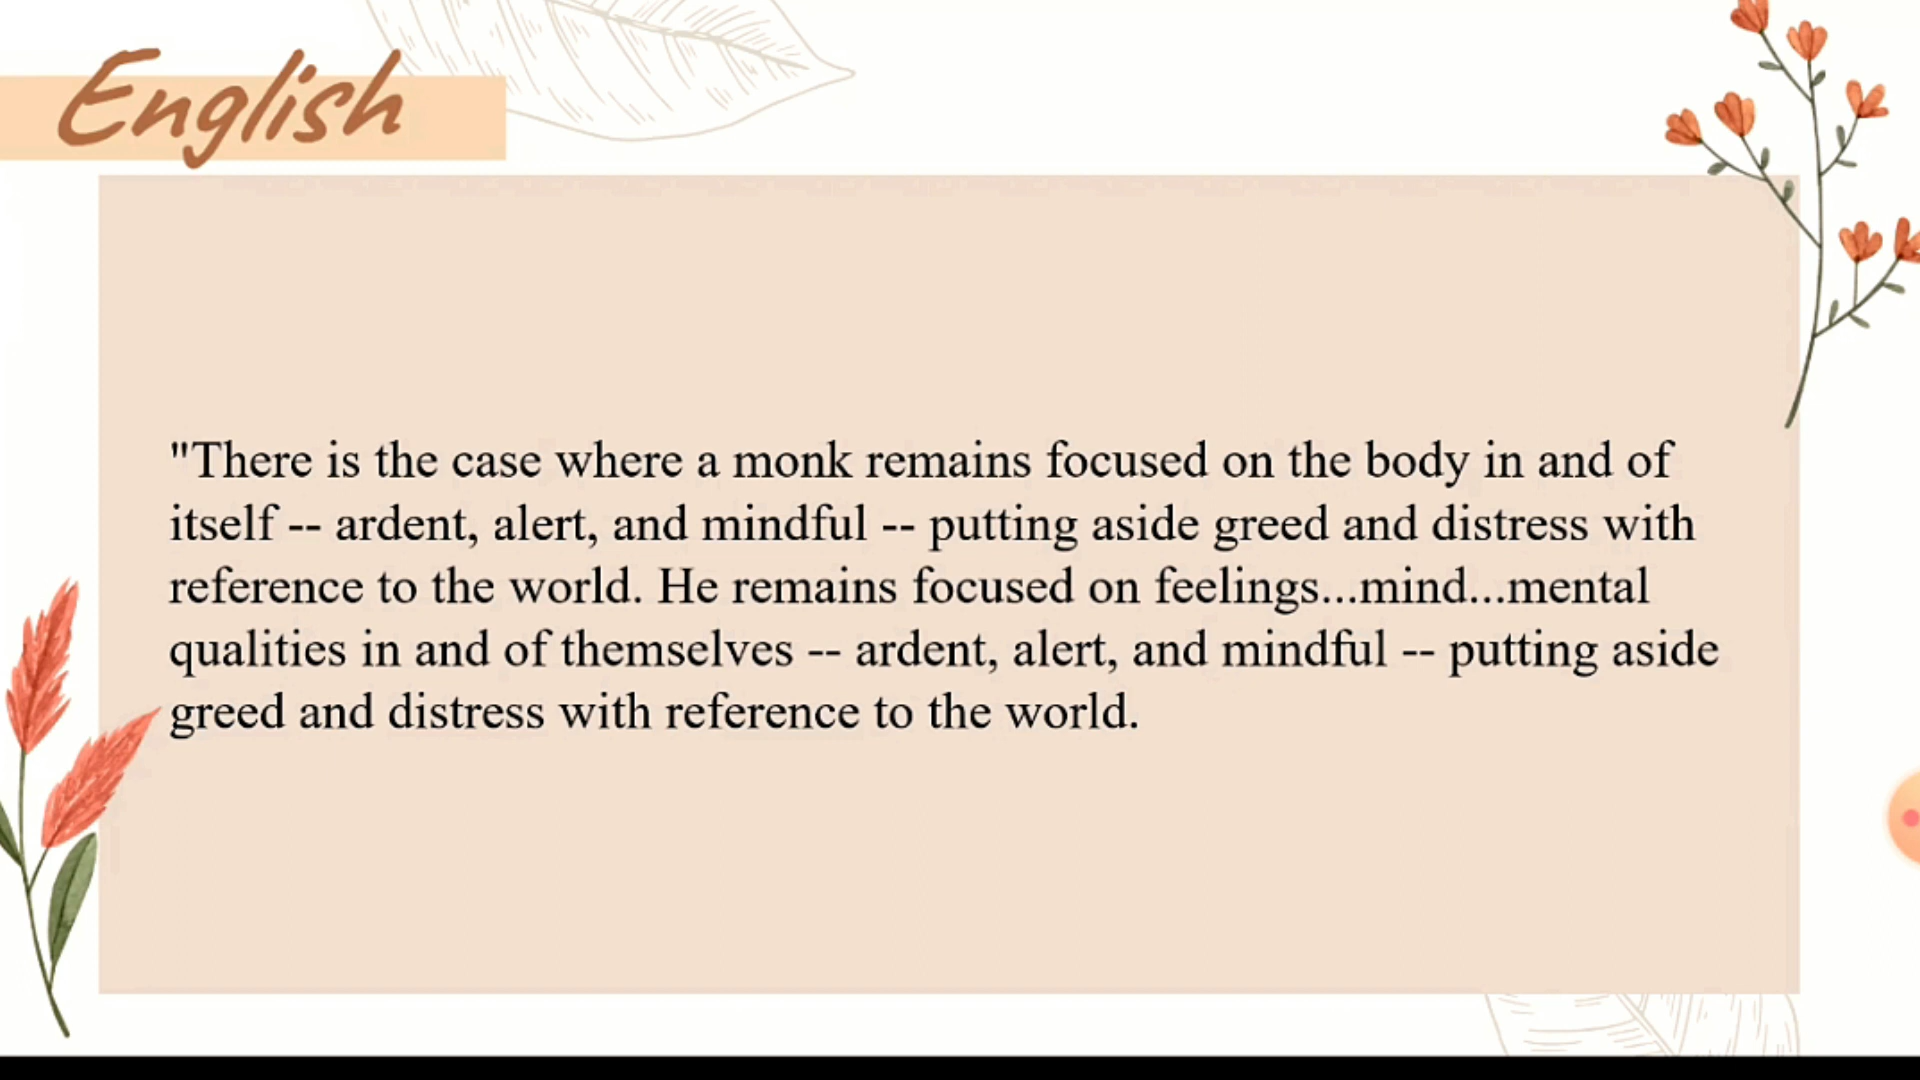 English
"There is the case where a monk remains focused on the body in and of
itself -- ardent, alert, and mindful -- putting aside greed and distress with
reference to the world. He remains focused on feelings...mind...mental
qualities in and of themselves -- ardent, alert, and mindful -- putting aside
greed and distress with reference to the world.